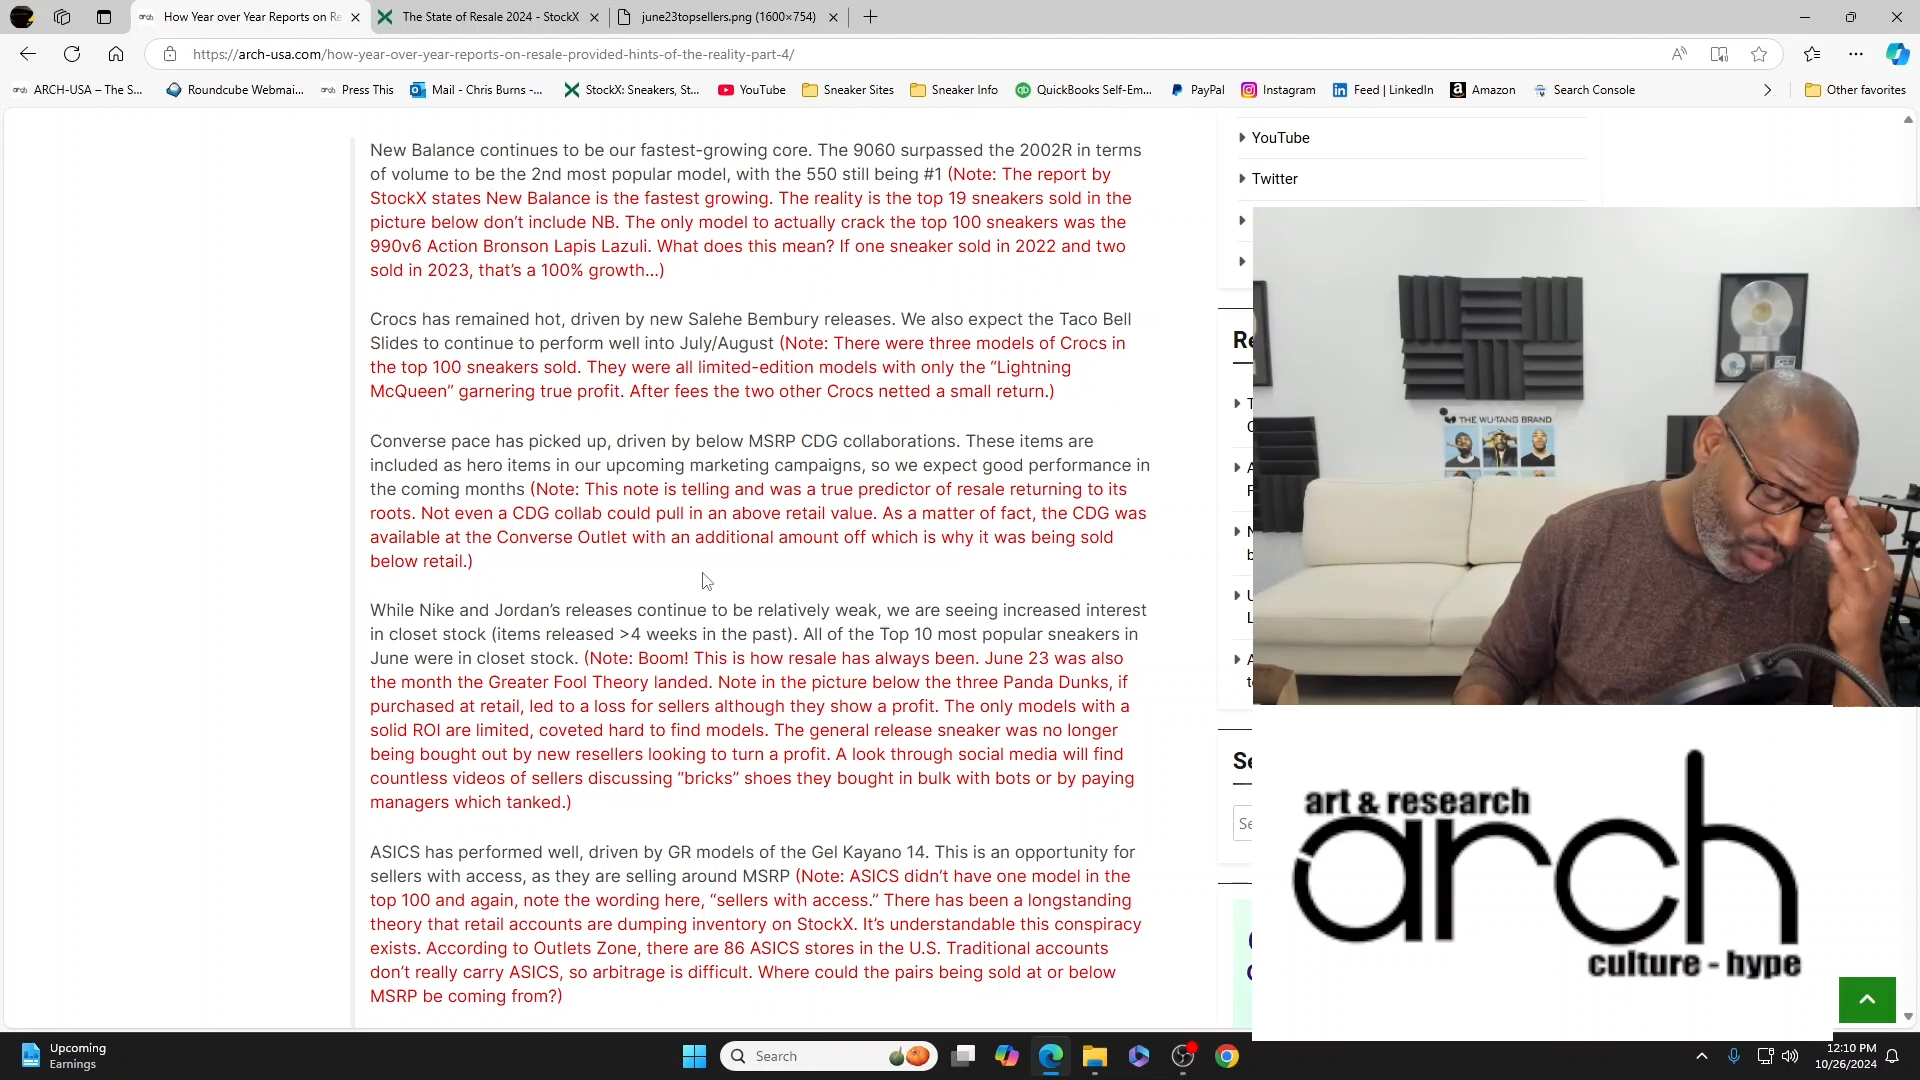 How Year over Year Reports on Re
The State of Resale 2024 - StockX
june23topsellers.png (1600×754)
https://arch-usa.com/how-year-over-year-reports-on-resale-provided-hints-of-the-reality-part-4/
ARCH-USA – The S...
Roundcube Webmai...
Press This
Mail - Chris Burns -...
StockX: Sneakers, St...
YouTube
Sneaker Sites
Sneaker Info
QuickBooks Self-Em...
PayPal
Instagram
Feed | LinkedIn
Amazon
Search Console
Other favorites
New Balance continues to be our fastest-growing core. The 9060 surpassed the 2002R in terms
of volume to be the 2nd most popular model, with the 550 still being #1 (Note: The report by
StockX states New Balance is the fastest growing. The reality is the top 19 sneakers sold in the
picture below don’t include NB. The only model to actually crack the top 100 sneakers was the
990v6 Action Bronson Lapis Lazuli. What does this mean? If one sneaker sold in 2022 and two
sold in 2023, that’s a 100% growth…)
Crocs has remained hot, driven by new Salehe Bembury releases. We also expect the Taco Bell
Slides to continue to perform well into July/August (Note: There were three models of Crocs in
the top 100 sneakers sold. They were all limited-edition models with only the “Lightning
McQueen” garnering true profit. After fees the two other Crocs netted a small return.)
Converse pace has picked up, driven by below MSRP CDG collaborations. These items are
included as hero items in our upcoming marketing campaigns, so we expect good performance in
the coming months (Note: This note is telling and was a true predictor of resale returning to its
roots. Not even a CDG collab could pull in an above retail value. As a matter of fact, the CDG was
available at the Converse Outlet with an additional amount off which is why it was being sold
below retail.)
While Nike and Jordan’s releases continue to be relatively weak, we are seeing increased interest
in closet stock (items released >4 weeks in the past). All of the Top 10 most popular sneakers in
June were in closet stock. (Note: Boom! This is how resale has always been. June 23 was also
the month the Greater Fool Theory landed. Note in the picture below the three Panda Dunks, if
purchased at retail, led to a loss for sellers although they show a profit. The only models with a
solid ROI are limited, coveted hard to find models. The general release sneaker was no longer
being bought out by new resellers looking to turn a profit. A look through social media will find
countless videos of sellers discussing “bricks” shoes they bought in bulk with bots or by paying
managers which tanked.)
ASICS has performed well, driven by GR models of the Gel Kayano 14. This is an opportunity for
sellers with access, as they are selling around MSRP (Note: ASICS didn’t have one model in the
top 100 and again, note the wording here, “sellers with access.” There has been a longstanding
theory that retail accounts are dumping inventory on StockX. It’s understandable this conspiracy
exists. According to Outlets Zone, there are 86 ASICS stores in the U.S. Traditional accounts
don’t really carry ASICS, so arbitrage is difficult. Where could the pairs being sold at or below
MSRP be coming from?)
YouTube
Twitter
THE WU-TANG BRAND
art & research
arch
culture - hype
Upcoming
Earnings
Search
12:10 PM
10/26/2024